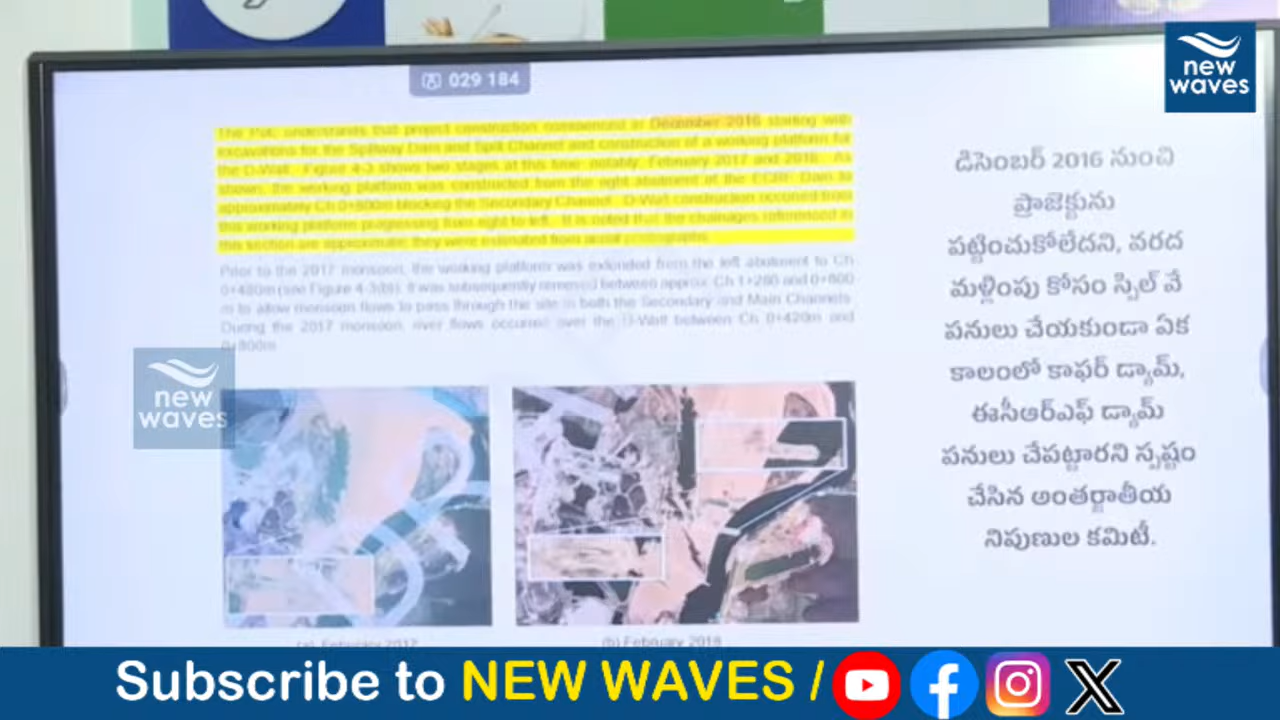 new
waves
029 184
The PoE understands that project construction commenced in December 2016 starting with
excavations for the Spillway Dam and Spill Channel and construction of a working platform for
the D-Wall. Figure 4-3 shows two stages at this time, notably, February 2017 and 2018. As
shown, the working platform was constructed from the right abutment of the ECRF Dam to
approximately Ch 0+800m blocking the Secondary Channel. D-Wall construction occurred from
this working platform progressing from right to left. It is noted that the chainages referenced in
this section are approximate; they were estimated from aerial photographs.
Prior to the 2017 monsoon, the working platform was extended from the left abutment to Ch
0+480m (see Figure 4-3(b)). It was subsequently removed between approx. Ch 1+260 and 0+800
m to allow monsoon flows to pass through the site in both the Secondary and Main Channels.
During the 2017 monsoon, over flows occurred over the D-Wall between Ch 0+420m and
0+800m
(a) February 2017
(b) February 2018
డిసెంబర్ 2016 నుంచి
ప్రాజెక్టును
పట్టించుకోలేదని, వరద
మళ్లింపు కోసం స్పిల్ వే
పనులు చేయకుండా ఏక
కాలంలో కాఫర్ డ్యామ్,
ఈసీఆర్ఎఫ్ డ్యామ్
పనులు చేపట్టారని స్పష్టం
చేసిన అంతర్జాతీయ
నిపుణుల కమిటీ.
new
waves
Subscribe to NEW WAVES /